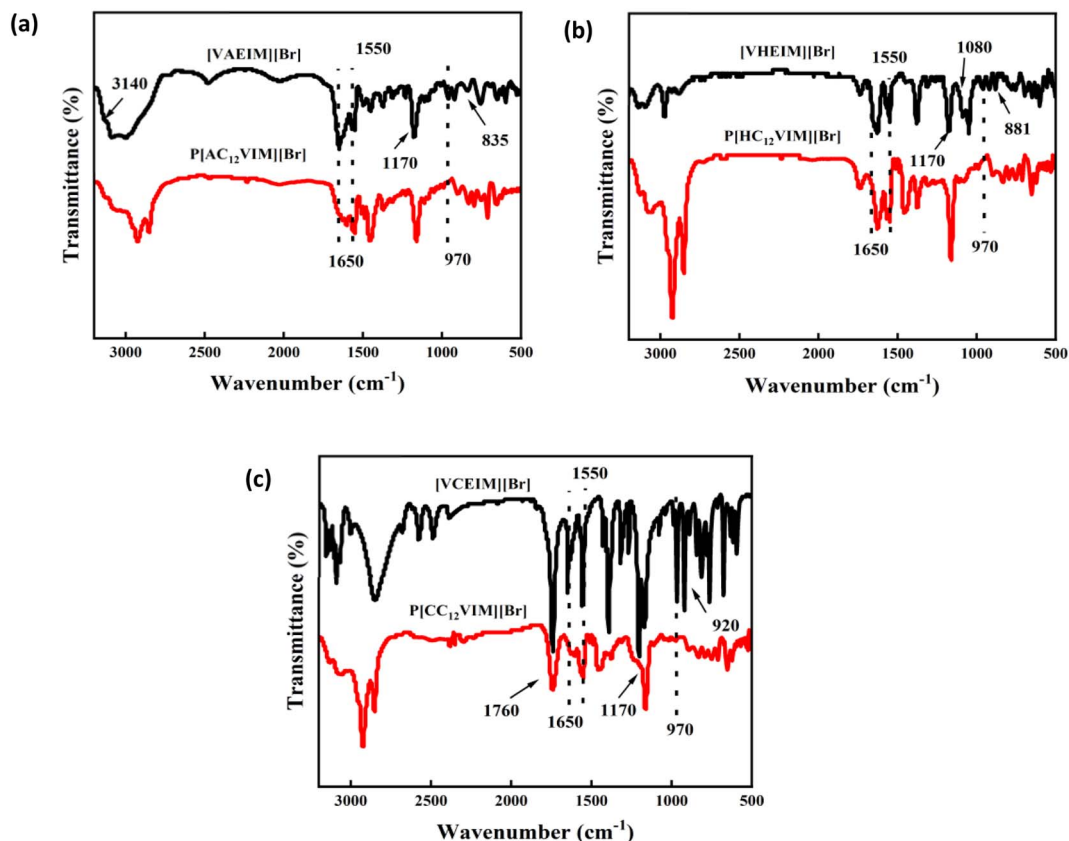 (a)
1550
[VAEIM][Br]
3140
1170
835
P[AC₁₂VIM][Br]
1650
970
Transmittance (%)
3000
2500
2000
1500
1000
500
Wavenumber (cm⁻¹)
(b)
1550
1080
[VHEIM][Br]
1170
881
P[HC₁₂VIM][Br]
1650
970
Transmittance (%)
3000
2500
2000
1500
1000
500
Wavenumber (cm⁻¹)
(c)
1550
[VCEIM][Br]
920
P[CC₁₂VIM][Br]
1760
1650
1170
970
Transmittance (%)
3000
2500
2000
1500
1000
500
Wavenumber (cm⁻¹)